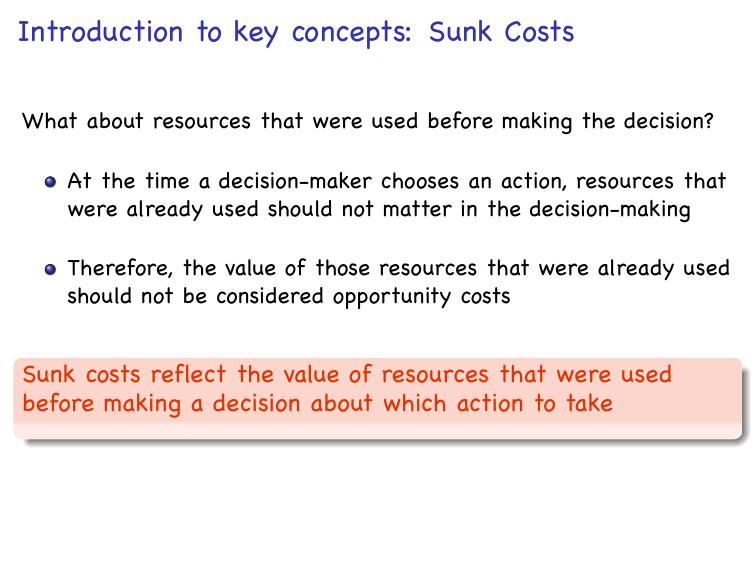 Introduction to key concepts: Sunk Costs
What about resources that were used before making the decision?
At the time a decision-maker chooses an action, resources that
were already used should not matter in the decision-making
Therefore, the value of those resources that were already used
should not be considered opportunity costs
Sunk costs reflect the value of resources that were used
before making a decision about which action to take